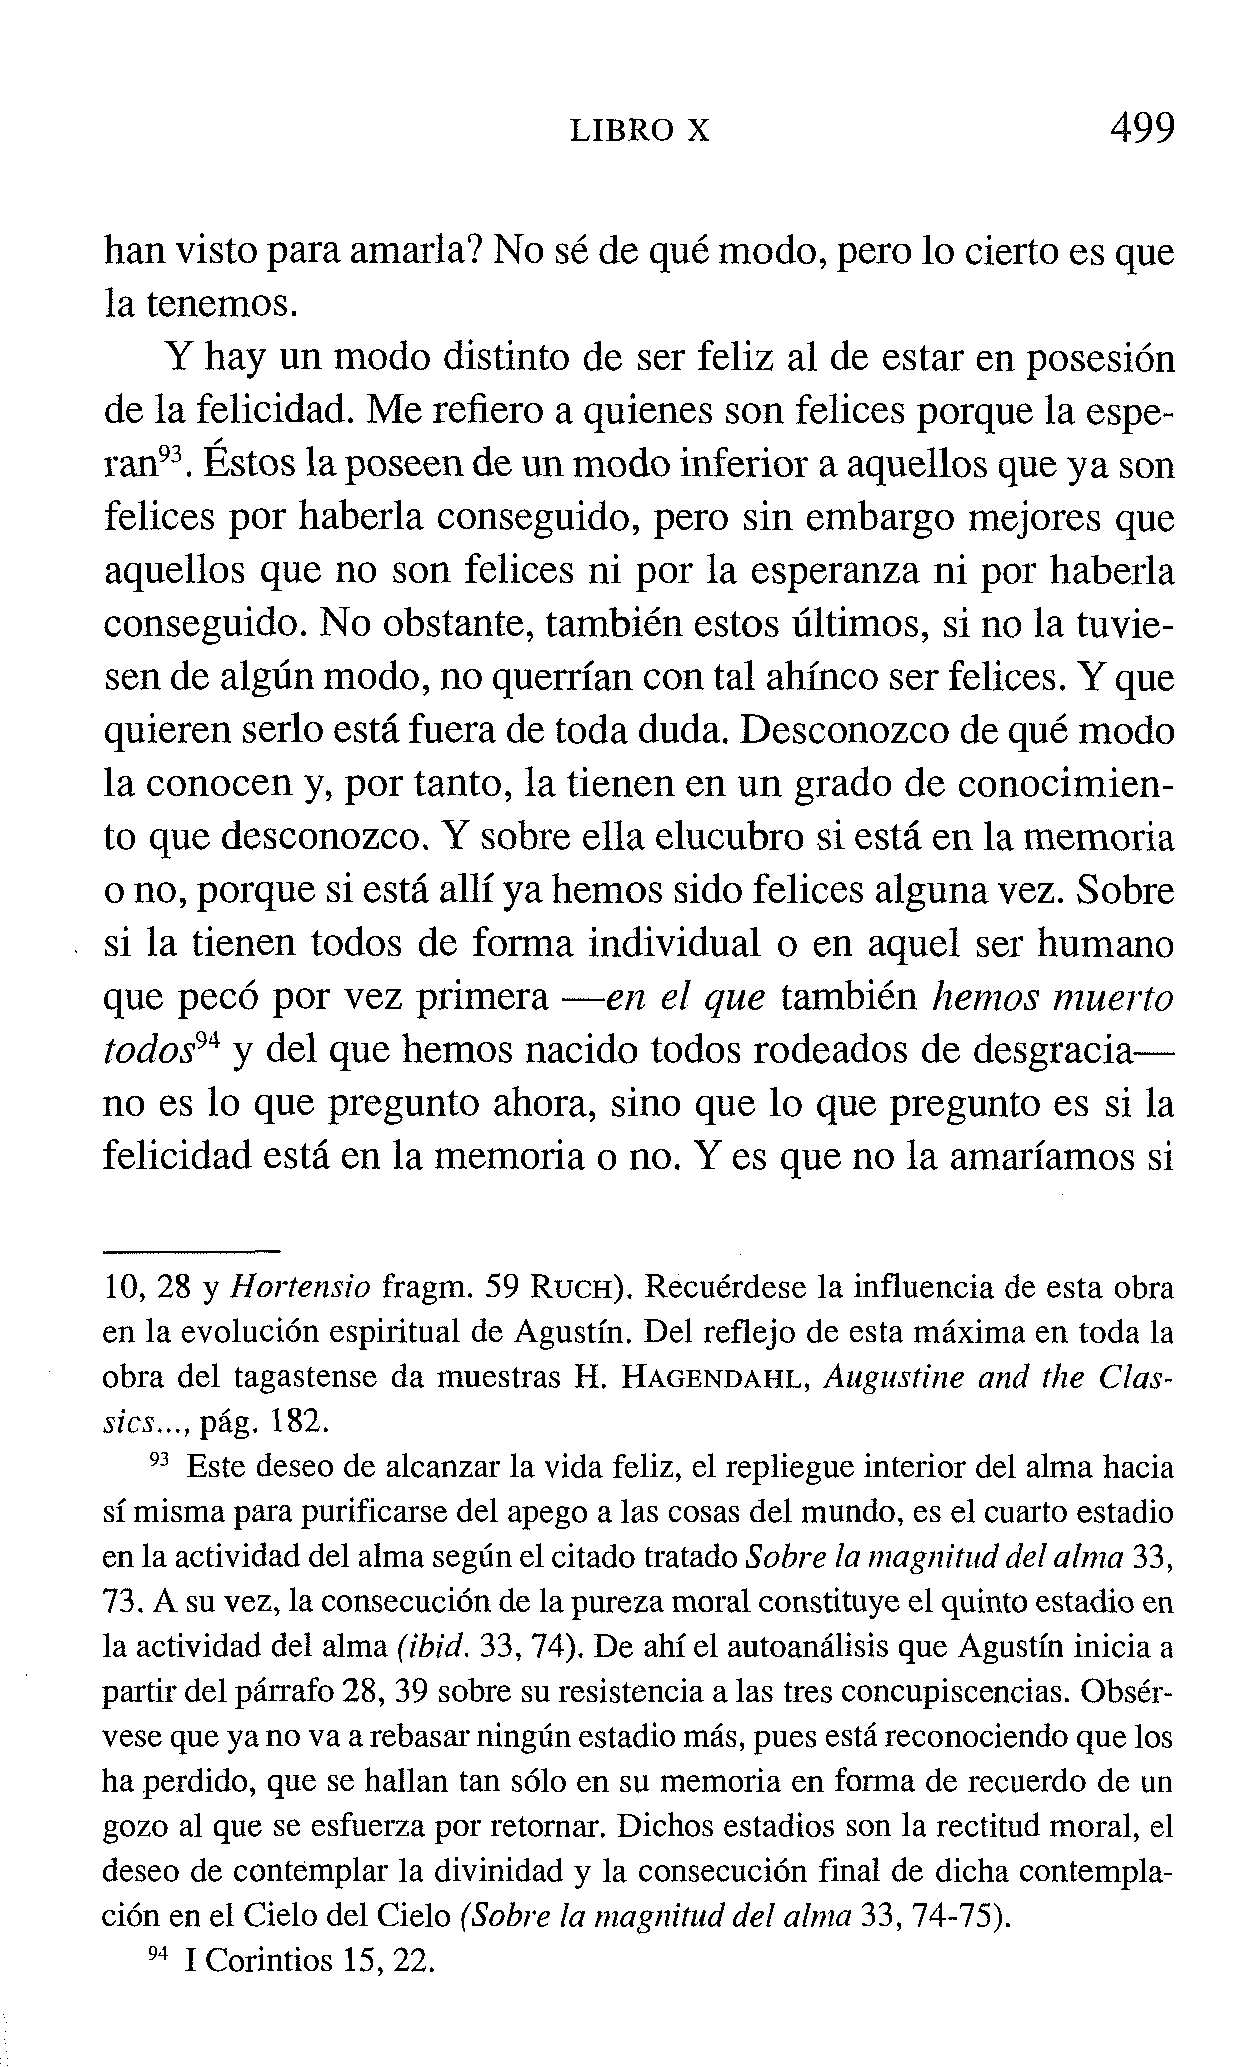 LIBRO X 499
han visto para amarla? No sé de qué modo, pero lo cierto es que
la tenemos.
Y hay un modo distinto de ser feliz al de estar en posesión
de la felicidad. Me refiero a quienes son felices porque la espe-
ran⁹³. Éstos la poseen de un modo inferior a aquellos que ya son
felices por haberla conseguido, pero sin embargo mejores que
aquellos que no son felices ni por la esperanza ni por haberla
conseguido. No obstante, también estos últimos, si no la tuvie-
sen de algún modo, no querrían con tal ahínco ser felices. Y que
quieren serlo está fuera de toda duda. Desconozco de qué modo
la conocen y, por tanto, la tienen en un grado de conocimien-
to que desconozco. Y sobre ella elucubro si está en la memoria
o no, porque si está allí ya hemos sido felices alguna vez. Sobre
si la tienen todos de forma individual o en aquel ser humano
que pecó por vez primera —en el que también hemos muerto
todos⁹⁴ y del que hemos nacido todos rodeados de desgracia—
no es lo que pregunto ahora, sino que lo que pregunto es si la
felicidad está en la memoria o no. Y es que no la amaríamos si
10, 28 y Hortensio fragm. 59 RUCH). Recuérdese la influencia de esta obra
en la evolución espiritual de Agustín. Del reflejo de esta máxima en toda la
obra del tagastense da muestras H. HAGENDAHL, Augustine and the Clas-
sics..., pág. 182.
⁹³ Este deseo de alcanzar la vida feliz, el repliegue interior del alma hacia
sí misma para purificarse del apego a las cosas del mundo, es el cuarto estadio
en la actividad del alma según el citado tratado Sobre la magnitud del alma 33,
73. A su vez, la consecución de la pureza moral constituye el quinto estadio en
la actividad del alma (ibid. 33, 74). De ahí el autoanálisis que Agustín inicia a
partir del párrafo 28, 39 sobre su resistencia a las tres concupiscencias. Obsér-
vese que ya no va a rebasar ningún estadio más, pues está reconociendo que los
ha perdido, que se hallan tan sólo en su memoria en forma de recuerdo de un
gozo al que se esfuerza por retornar. Dichos estadios son la rectitud moral, el
deseo de contemplar la divinidad y la consecución final de dicha contempla-
ción en el Cielo del Cielo (Sobre la magnitud del alma 33, 74-75).
⁹⁴ I Corintios 15, 22.